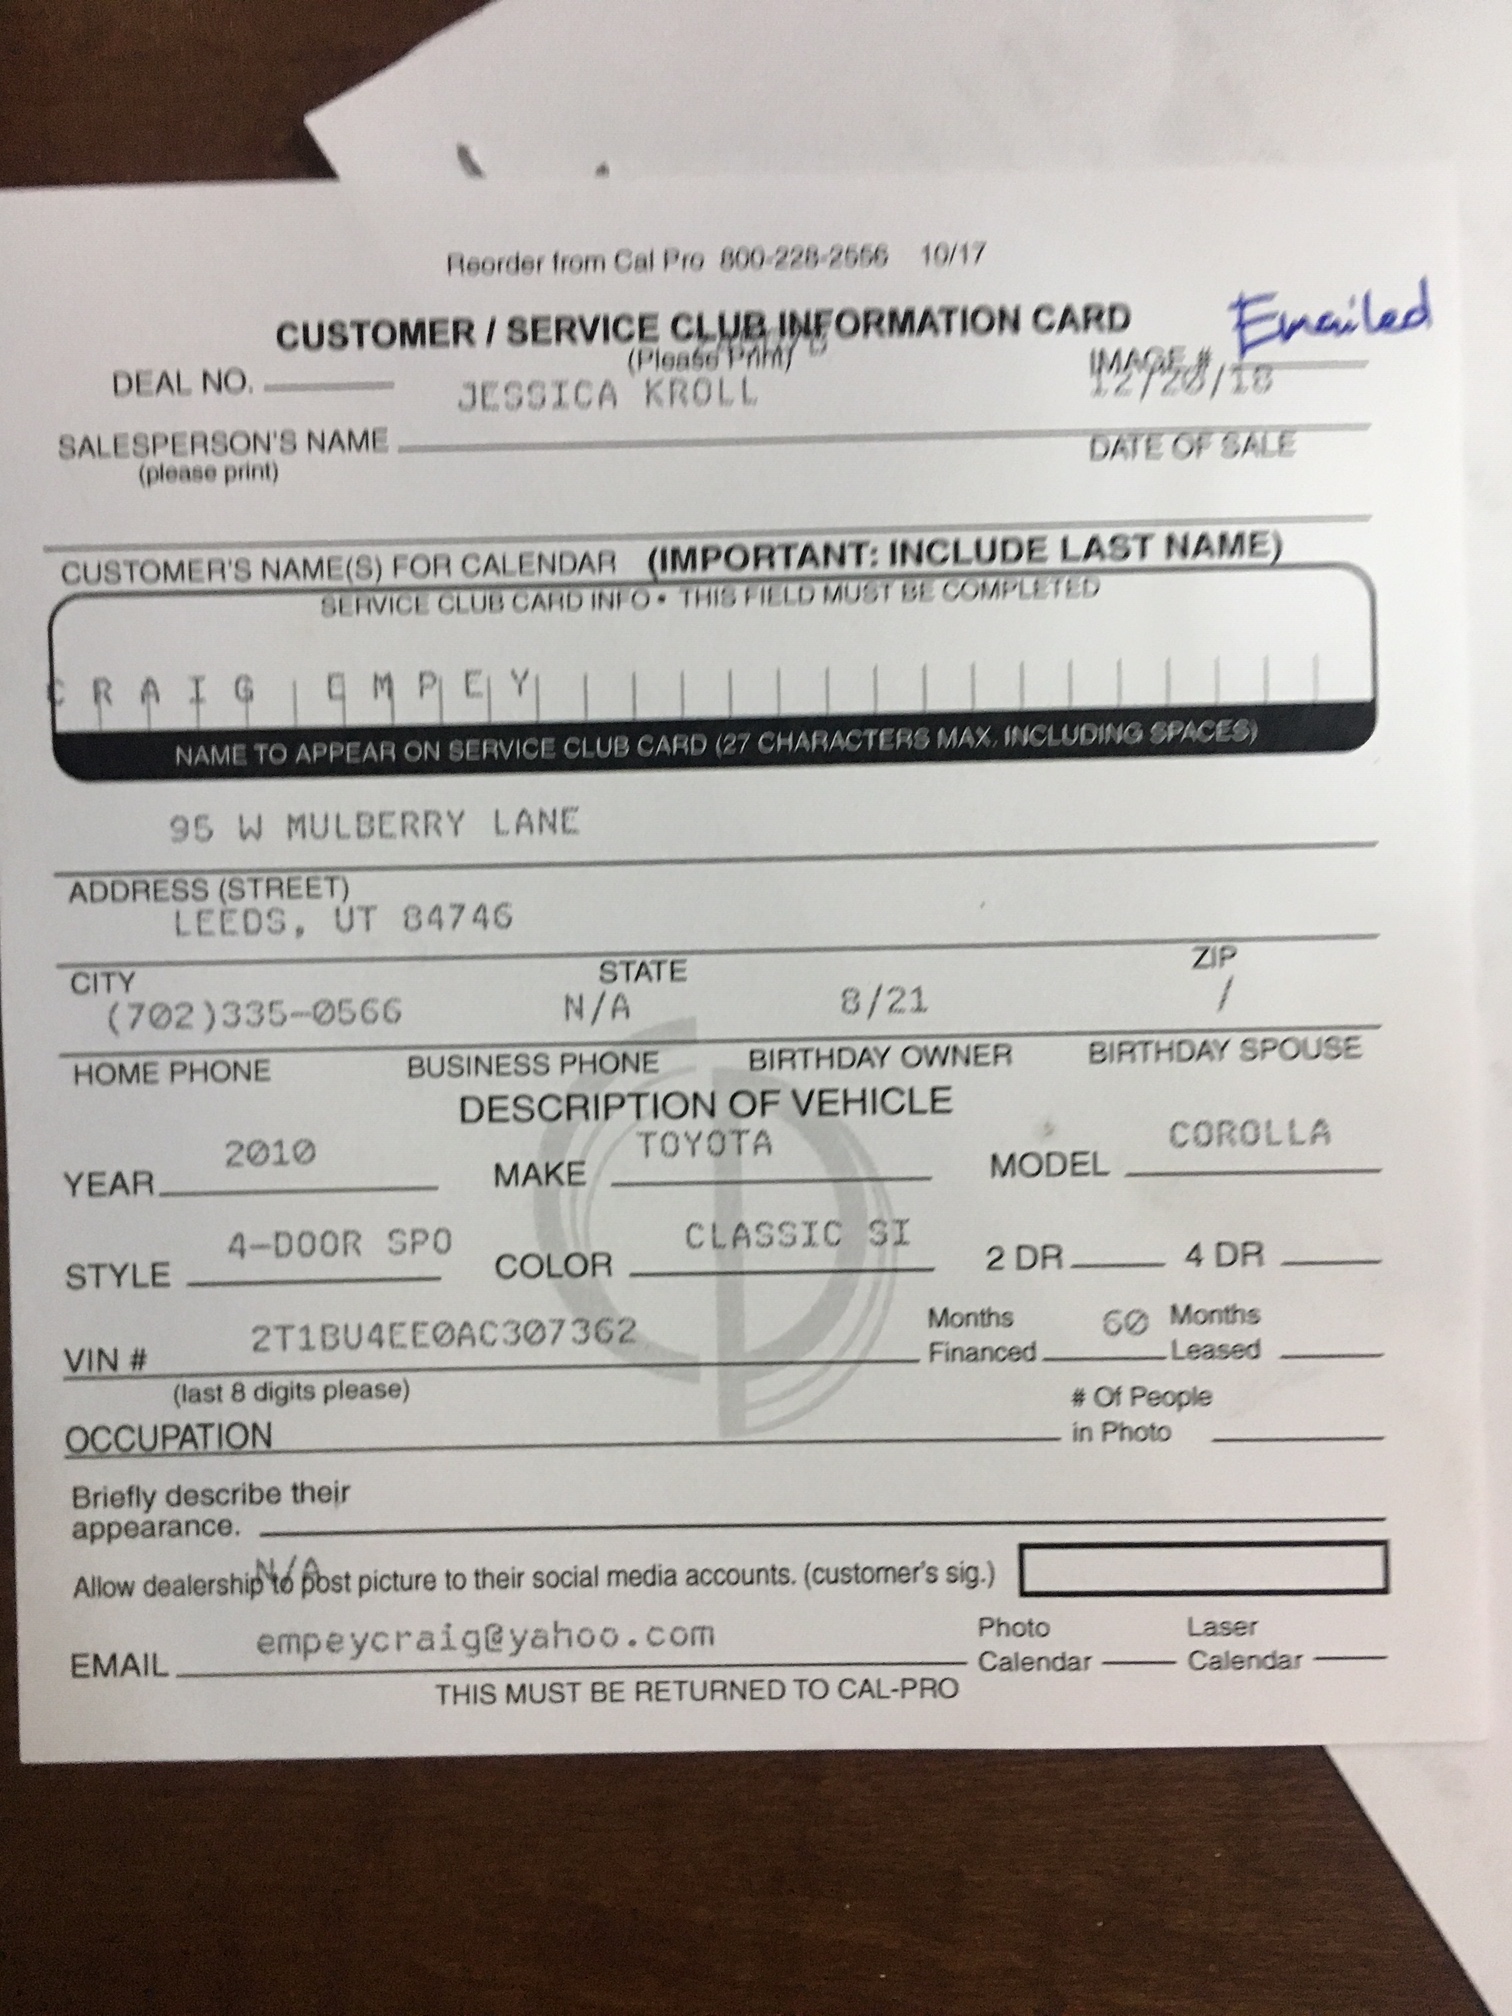 Reorder from Cal Pro 800-228-2556 10/17
CUSTOMER / SERVICE CLUB INFORMATION CARD
Emailed
(Please Print)
DEAL NO.
IMAGE #
JESSICA KROLL 12/20/18
SALESPERSON'S NAME DATE OF SALE
(please print)
CUSTOMER'S NAME(S) FOR CALENDAR (IMPORTANT: INCLUDE LAST NAME)
SERVICE CLUB CARD INFO • THIS FIELD MUST BE COMPLETED
CRAIG EMPEY
NAME TO APPEAR ON SERVICE CLUB CARD (27 CHARACTERS MAX, INCLUDING SPACES)
95 W MULBERRY LANE
ADDRESS (STREET)
LEEDS, UT 84746
CITY STATE ZIP
(702)335-0566 N/A 8/21 /
HOME PHONE BUSINESS PHONE BIRTHDAY OWNER BIRTHDAY SPOUSE
DESCRIPTION OF VEHICLE
YEAR 2010 MAKE TOYOTA MODEL COROLLA
STYLE 4-DOOR SPO COLOR CLASSIC SI 2 DR 4 DR
VIN # 2T1BU4EE0AC307362 Months Financed 60 Months Leased
(last 8 digits please)
OCCUPATION # Of People in Photo
Briefly describe their
appearance.
N/A
Allow dealership to post picture to their social media accounts. (customer's sig.)
EMAIL empeycraig@yahoo.com Photo Calendar Laser Calendar
THIS MUST BE RETURNED TO CAL-PRO